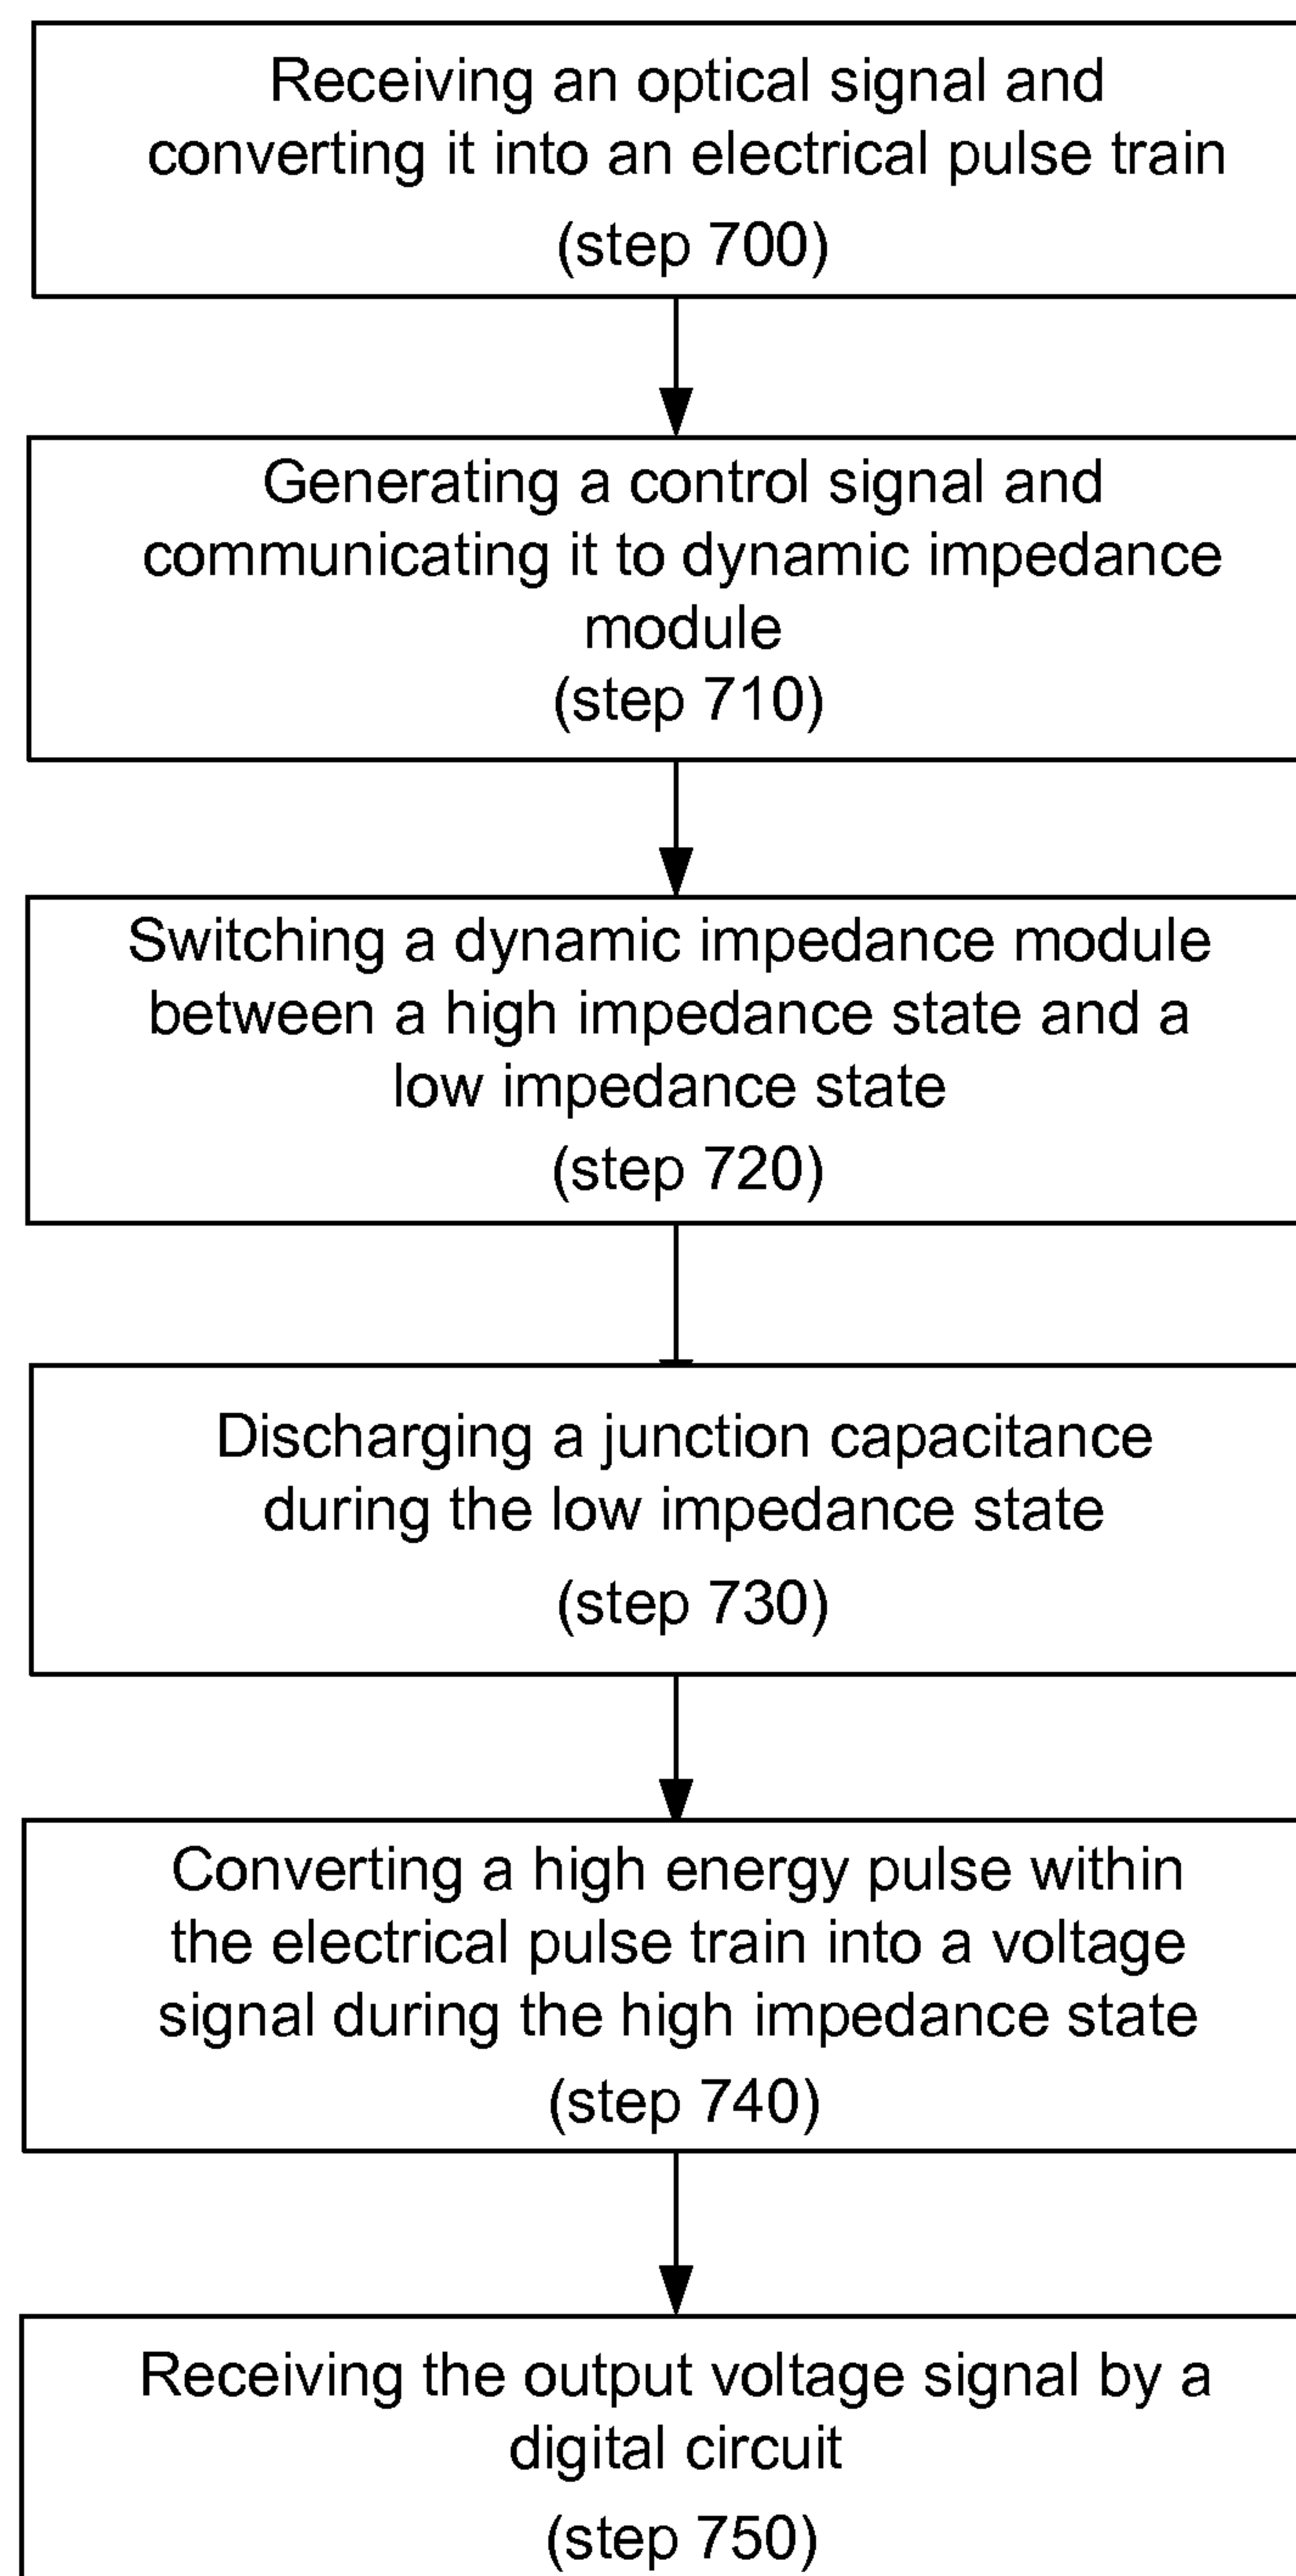 Receiving an optical signal and
converting it into an electrical pulse train
(step 700)
Generating a control signal and
communicating it to dynamic impedance
module
(step 710)
Switching a dynamic impedance module
between a high impedance state and a
low impedance state
(step 720)
Discharging a junction capacitance
during the low impedance state
(step 730)
Converting a high energy pulse within
the electrical pulse train into a voltage
signal during the high impedance state
(step 740)
Receiving the output voltage signal by a
digital circuit
(step 750)